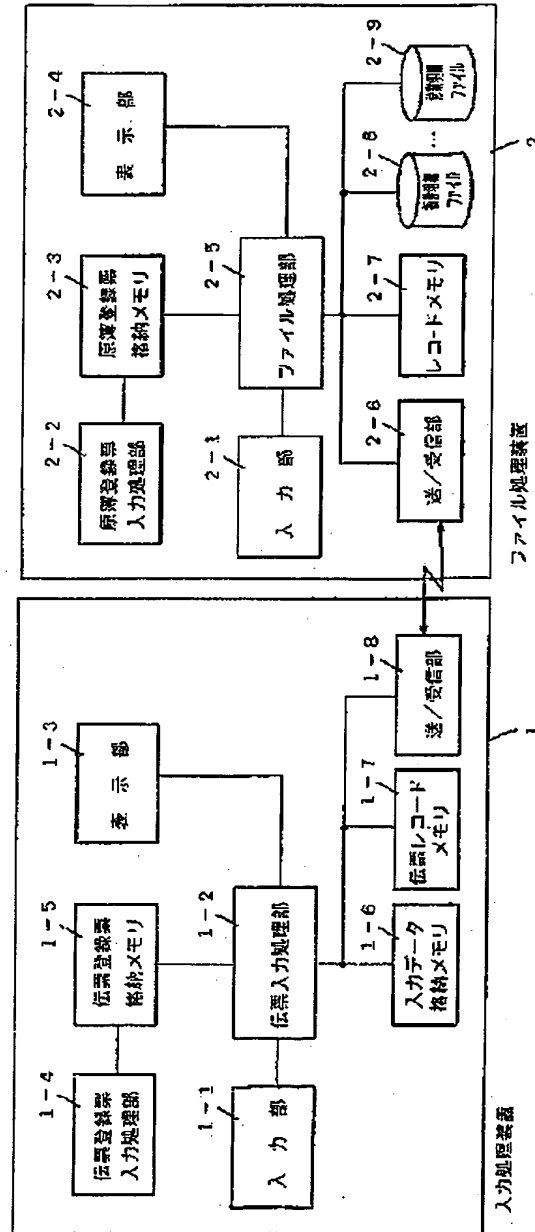 1-4
伝票登録票
入力処理部
1-5
伝票登録票
格納メモリ
1-3
表示部
1-1
入力部
1-2
伝票入力処理部
1-6
入力データ
格納メモリ
1-7
伝票レコード
メモリ
1-8
送/受信部
入力処理装置
1
2-2
原簿登録票
入力処理部
2-3
原簿登録票
格納メモリ
2-4
表示部
2-1
入力部
2-5
ファイル処理部
2-6
送/受信部
2-7
レコードメモリ
2-8
ファイル
…
2-9
ファイル
ファイル処理装置
2